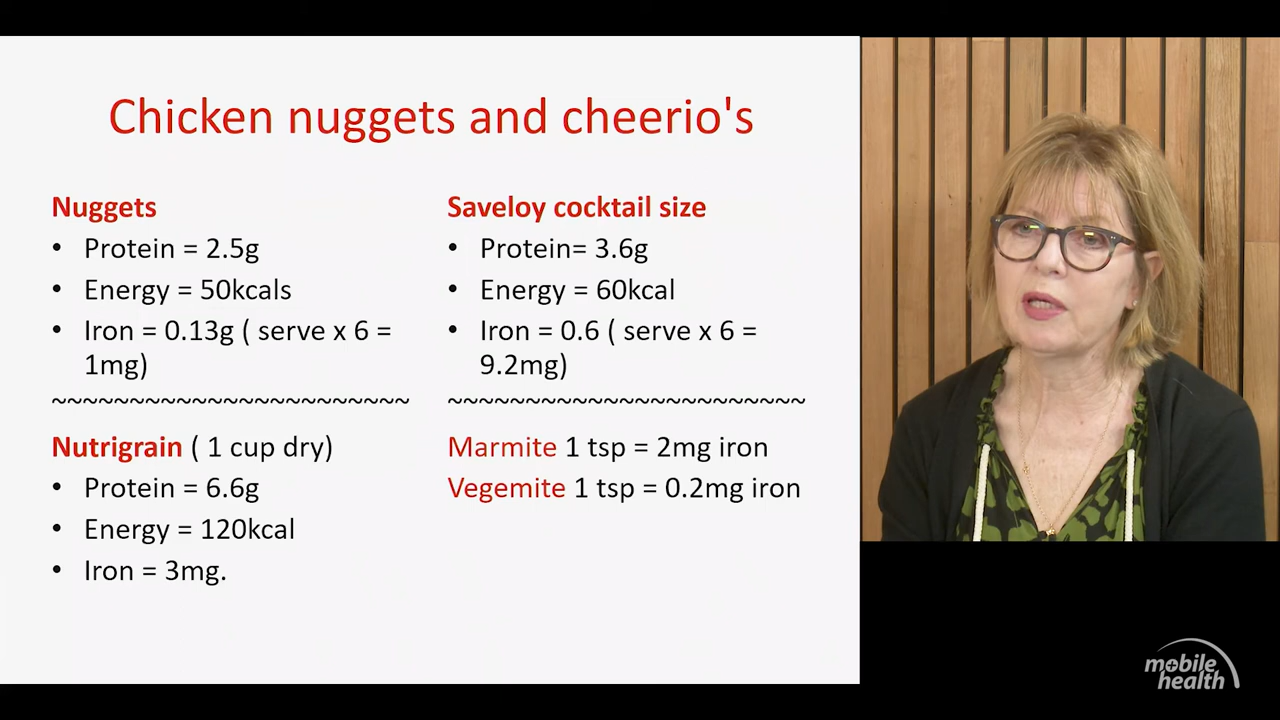 Chicken nuggets and cheerio's
Nuggets
• Protein = 2.5g
• Energy = 50kcals
• Iron = 0.13g ( serve x 6 =
1mg)
~~~~~~~~~~~~~~~~~~~~~~~
Nutrigrain ( 1 cup dry)
• Protein = 6.6g
• Energy = 120kcal
• Iron = 3mg.
Saveloy cocktail size
• Protein= 3.6g
• Energy = 60kcal
• Iron = 0.6 ( serve x 6 =
9.2mg)
~~~~~~~~~~~~~~~~~~~~~~~
Marmite 1 tsp = 2mg iron
Vegemite 1 tsp = 0.2mg iron
mobile
health